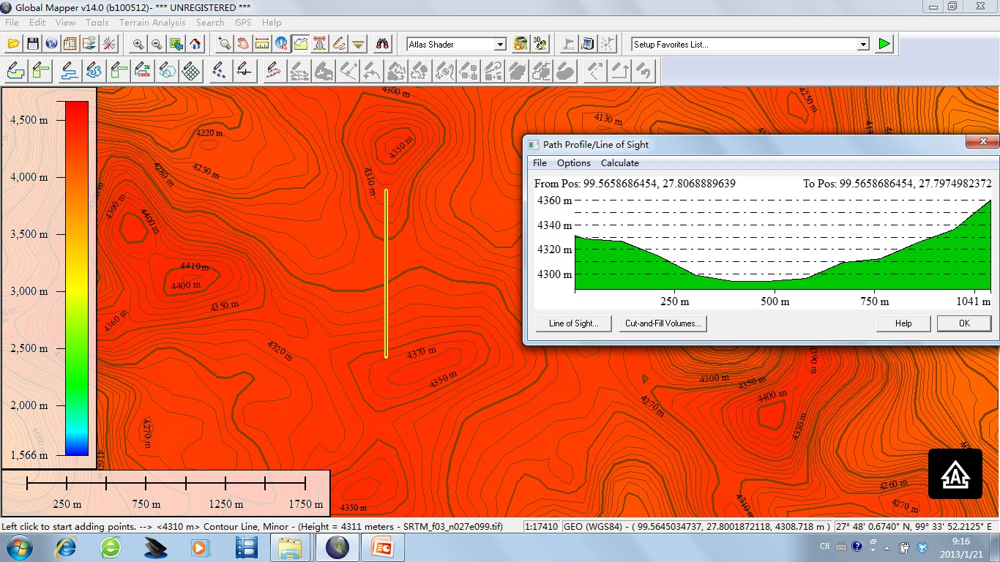 Global Mapper v14.0 (b100512)- *** UNREGISTERED ***
File Edit View Tools Terrain Analysis Search GPS Help
Atlas Shader
3D
Setup Favorites List...
4,500 m
4,000 m
3,500 m
3,000 m
2,500 m
2,000 m
1,566 m
4300 m
4250 m
4130 m
4220 m
4350 m
4230 m
4280 m
4310 m
4390 m
4400 m
4410 m
4400 m
4350 m
4360 m
4320 m
4370 m
4350 m
4390 m
4300 m
4350 m
4400 m
4270 m
4330 m
4270 m
4160 m
4260 m
4270 m
4310 m
4350 m
Path Profile/Line of Sight
File Options Calculate
From Pos: 99.5658686454, 27.8068889639 To Pos: 99.5658686454, 27.7974982372
4360 m
4340 m
4320 m
4300 m
250 m 500 m 750 m 1041 m
Line of Sight... Cut-and-Fill Volumes... Help OK
A
250 m 750 m 1250 m 1750 m
Left click to start adding points. --> <4310 m> Contour Line, Minor - (Height = 4311 meters - SRTM_f03_n027e099.tif) 1:17410 GEO (WGS84) - ( 99.5645034737, 27.8001872118, 4308.718 m ) 27° 48' 0.6740" N, 99° 33' 52.2125" E
CH
9:16
2013/1/21